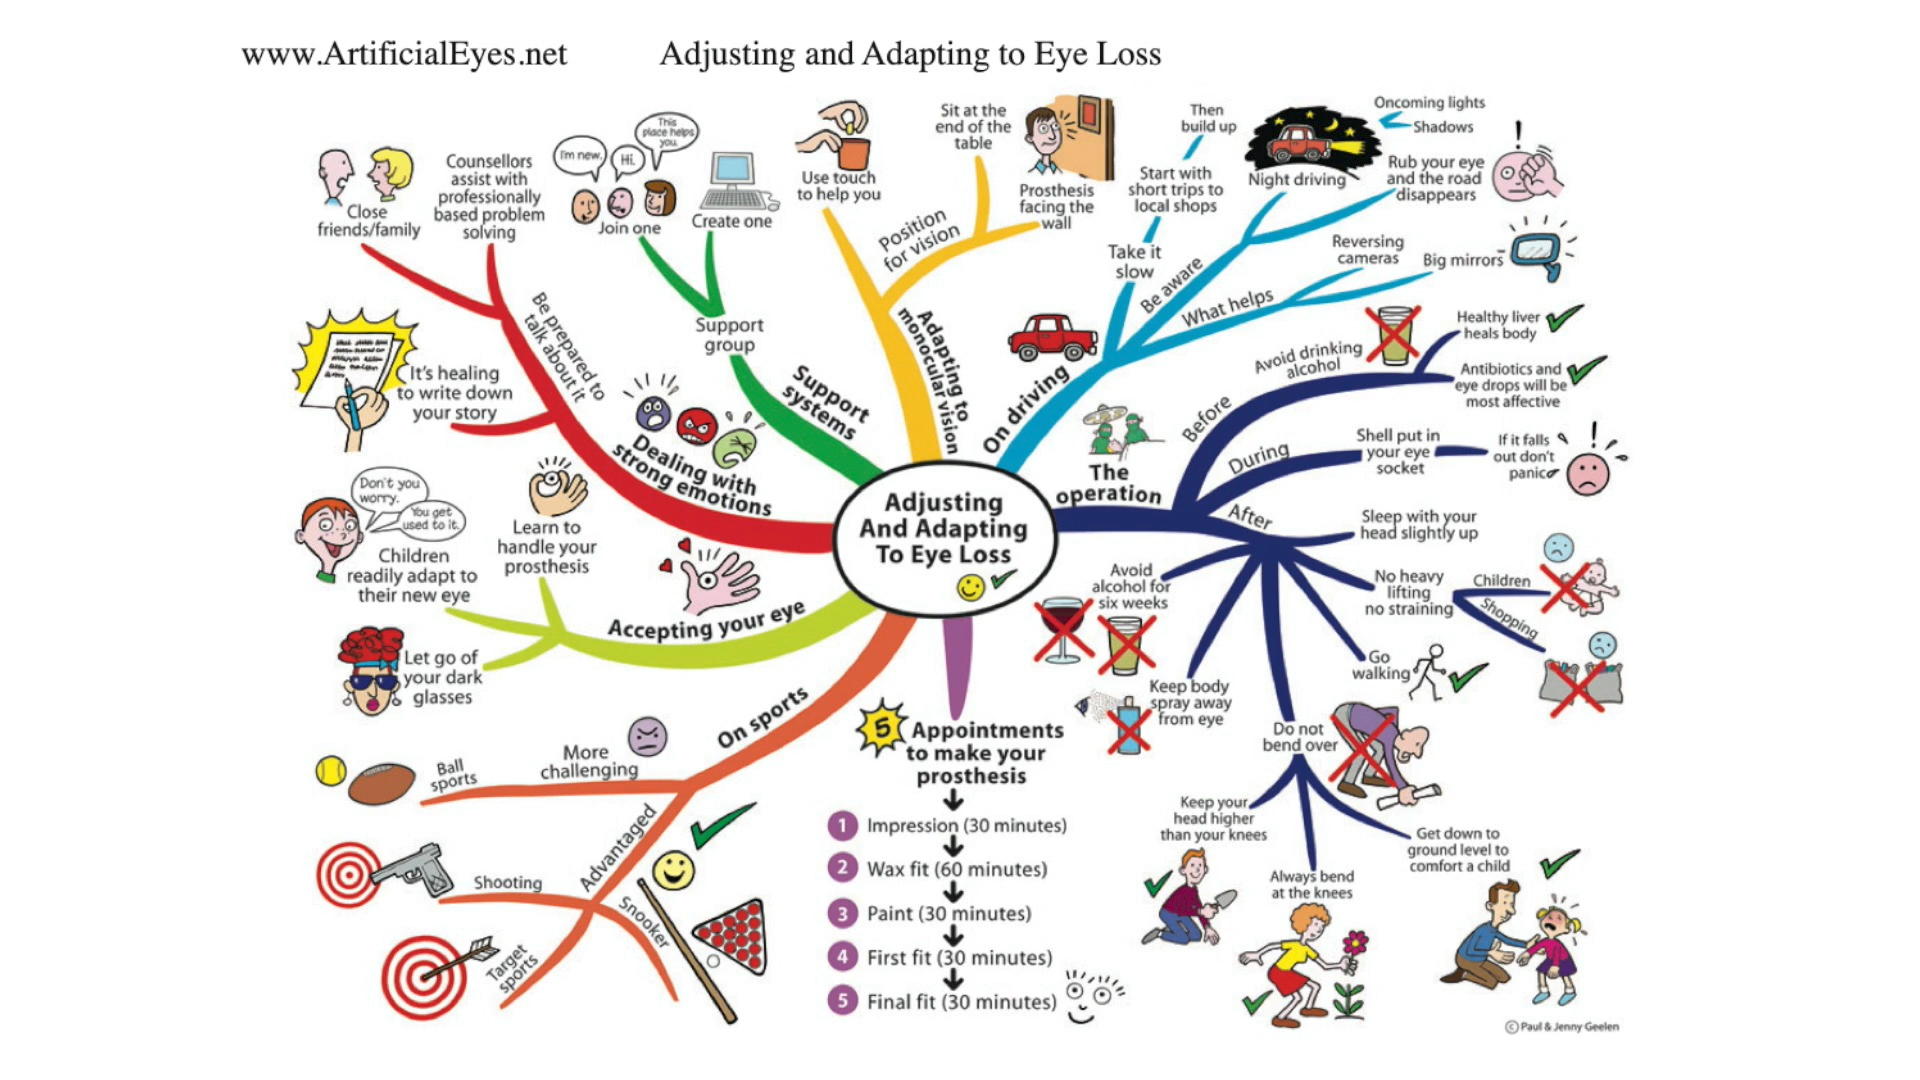 www.ArtificialEyes.net
Adjusting and Adapting to Eye Loss
Adjusting
And Adapting
To Eye Loss
Dealing with
strong emotions
Be prepared to
talk about it
Close
friends/family
Counsellors
assist with
professionally
based problem
solving
It's healing
to write down
your story
Support
systems
Support
group
Join one
I'm new.
Hi.
This
place helps
you.
Create one
Adapting to
monocular vision
Use touch
to help you
Position
for vision
Sit at the
end of the
table
Prosthesis
facing the
wall
On driving
Take it
slow
Start with
short trips to
local shops
Then
build up
Be aware
Night driving
Oncoming lights
Shadows
Rub your eye
and the road
disappears
!
What helps
Reversing
cameras
Big mirrors
The
operation
Before
Avoid drinking
alcohol
Healthy liver
heals body
Antibiotics and
eye drops will be
most affective
During
Shell put in
your eye
socket
If it falls
out don't
panic
!
After
Sleep with your
head slightly up
No heavy
lifting
no straining
Children
Shopping
Go
walking
Do not
bend over
Keep your
head higher
than your knees
Always bend
at the knees
Get down to
ground level to
comfort a child
Keep body
spray away
from eye
Avoid
alcohol for
six weeks
5
Appointments
to make your
prosthesis
1 Impression (30 minutes)
2 Wax fit (60 minutes)
3 Paint (30 minutes)
4 First fit (30 minutes)
5 Final fit (30 minutes)
On sports
More
challenging
Ball
sports
Advantaged
Shooting
Target
sports
Snooker
Accepting your eye
Learn to
handle your
prosthesis
Don't you
worry.
You get
used to it.
Children
readily adapt to
their new eye
Let go of
your dark
glasses
© Paul & Jenny Geelen